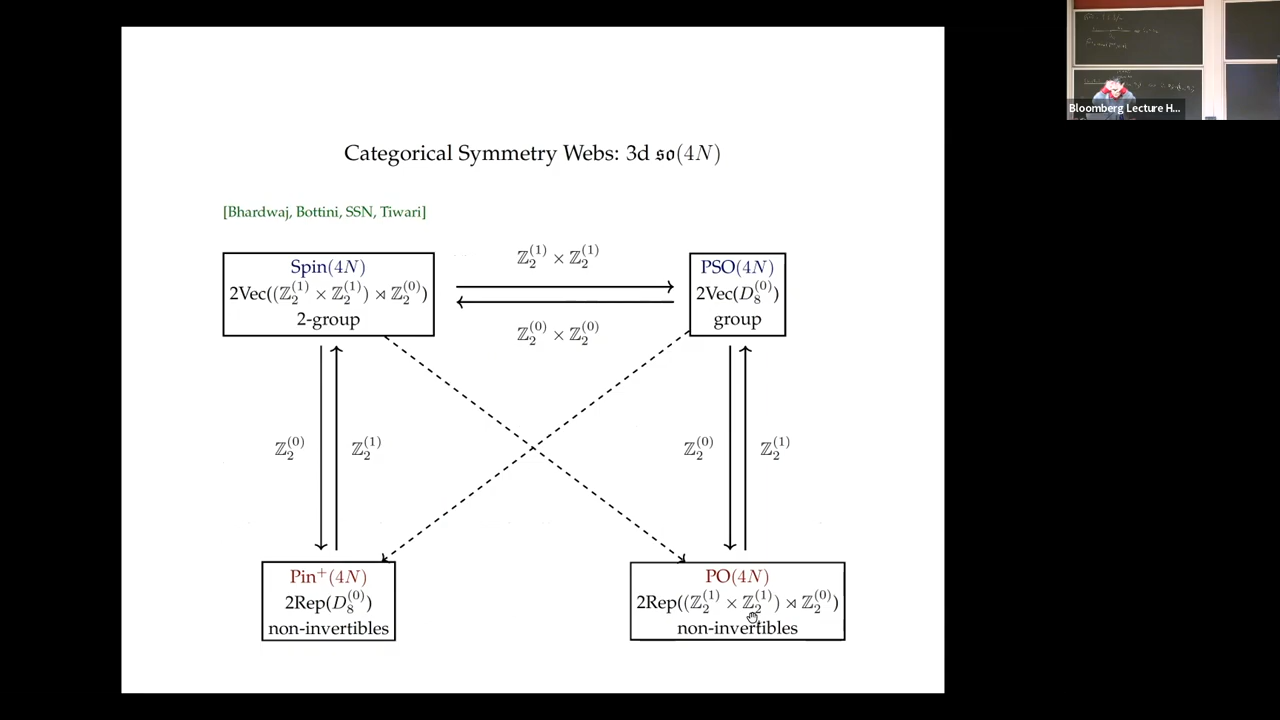 Categorical Symmetry Webs: 3d 𝔰𝔬(4N)
[Bhardwaj, Bottini, SSN, Tiwari]
Spin(4N)
2Vec((ℤ₂⁽¹⁾ × ℤ₂⁽¹⁾) ⋊ ℤ₂⁽⁰⁾)
2-group
ℤ₂⁽¹⁾ × ℤ₂⁽¹⁾
ℤ₂⁽⁰⁾ × ℤ₂⁽⁰⁾
PSO(4N)
2Vec(D₈⁽⁰⁾)
group
ℤ₂⁽⁰⁾
ℤ₂⁽¹⁾
ℤ₂⁽⁰⁾
ℤ₂⁽¹⁾
Pin⁺(4N)
2Rep(D₈⁽⁰⁾)
non-invertibles
PO(4N)
2Rep((ℤ₂⁽¹⁾ × ℤ₂⁽¹⁾) ⋊ ℤ₂⁽⁰⁾)
non-invertibles
Bloomberg Lecture H...